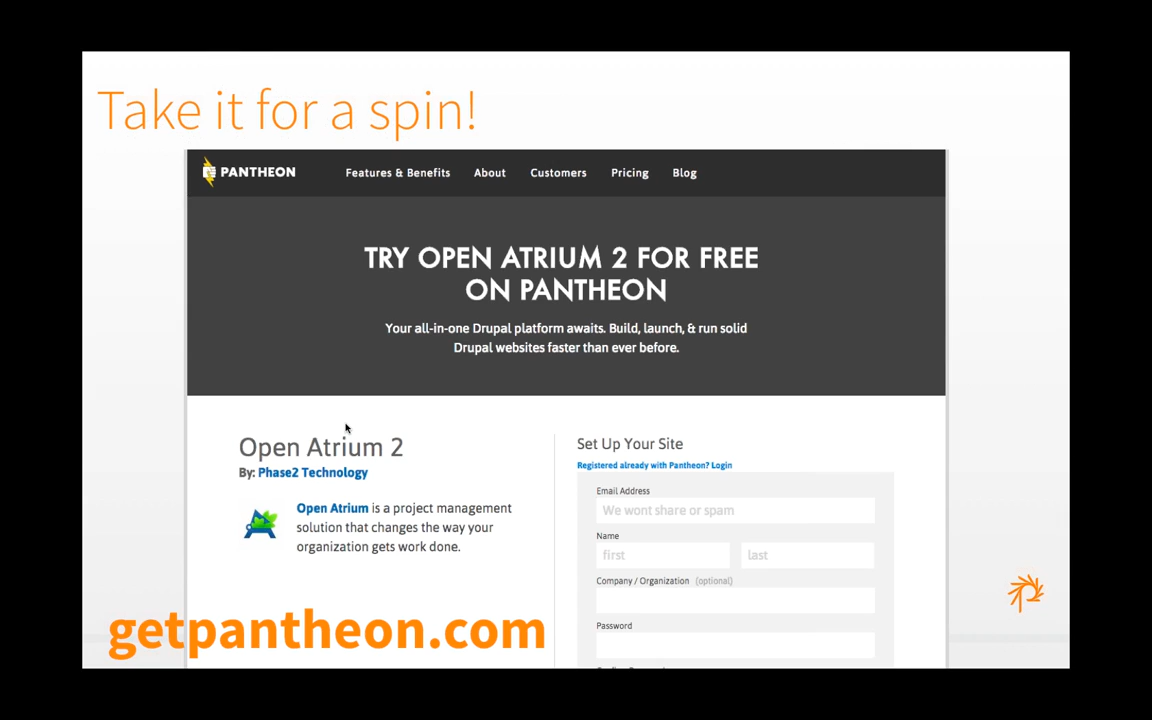 Take it for a spin!
PANTHEON
Features & Benefits
About
Customers
Pricing
Blog
TRY OPEN ATRIUM 2 FOR FREE
ON PANTHEON
Your all-in-one Drupal platform awaits. Build, launch, & run solid
Drupal websites faster than ever before.
Open Atrium 2
By: Phase2 Technology
Open Atrium is a project management
solution that changes the way your
organization gets work done.
Set Up Your Site
Registered already with Pantheon? Login
Email Address
We wont share or spam
Name
first
last
Company / Organization (optional)
Password
getpantheon.com